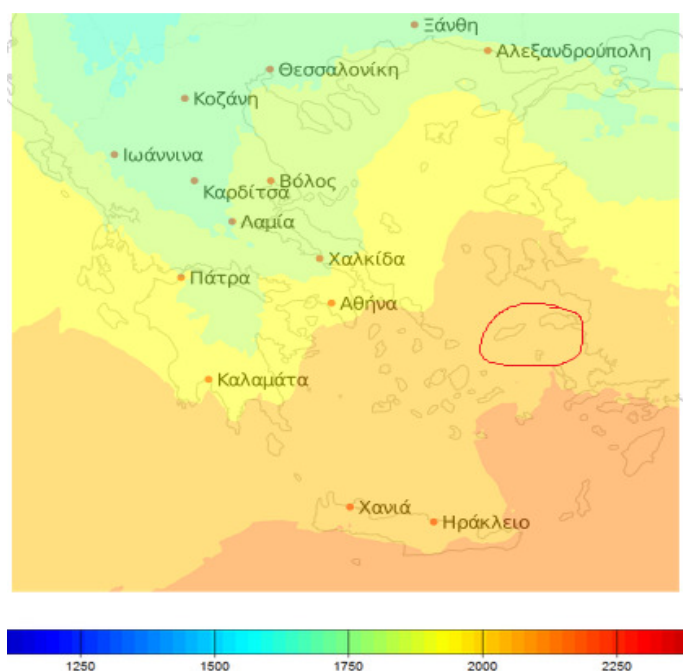 Ξάνθη
Αλεξανδρούπολη
Θεσσαλονίκη
Κοζάνη
Ιωάννινα
Καρδίτσα
Βόλος
Λαμία
Χαλκίδα
Πάτρα
Αθήνα
Καλαμάτα
Χανιά
Ηράκλειο
1250 1500 1750 2000 2250